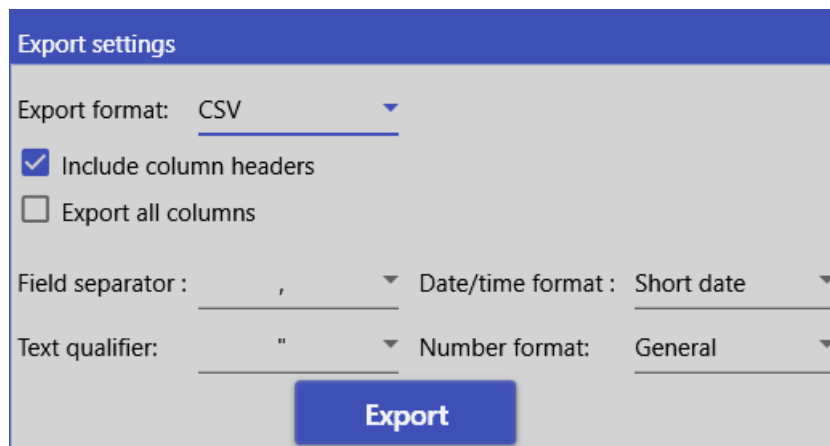 Export settings
Export format: CSV
Include column headers
Export all columns
Field separator : , Date/time format : Short date
Text qualifier: " Number format: General
Export